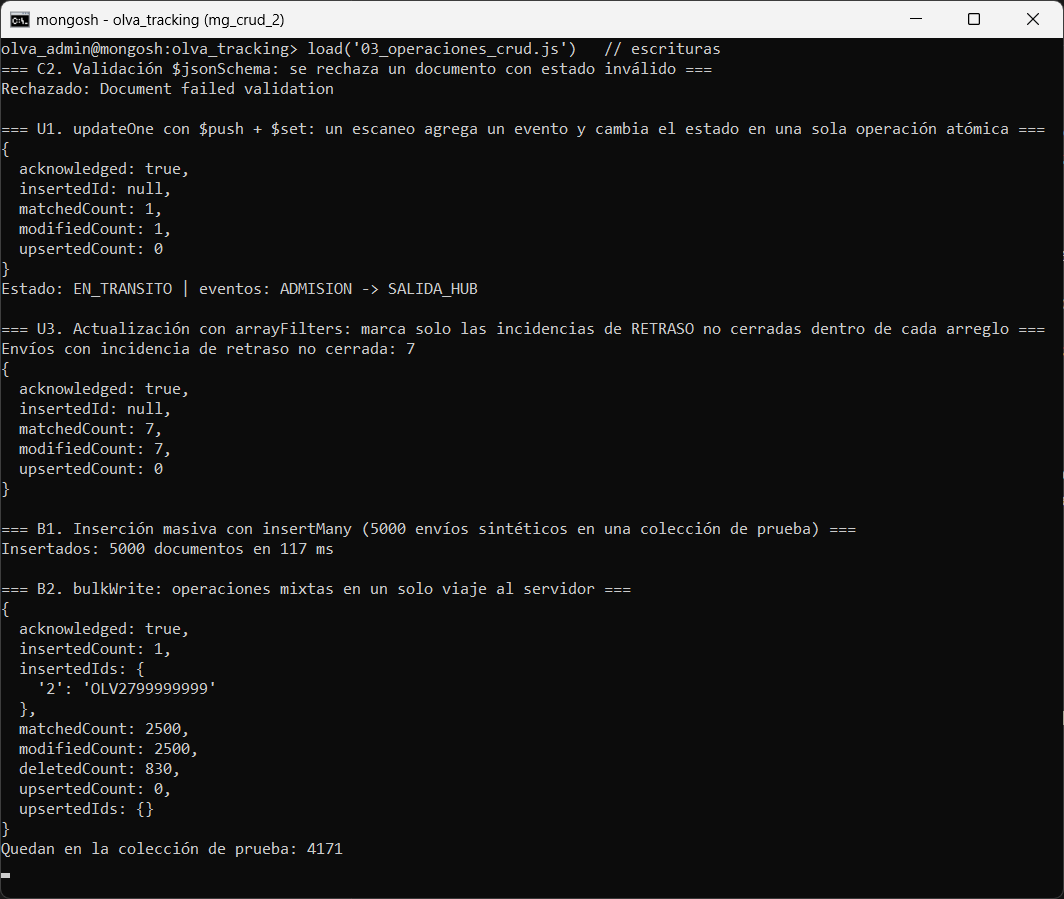 mongosh - olva_tracking (mg_crud_2)
olva_admin@mongosh:olva_tracking> load('03_operaciones_crud.js')   // escrituras
=== C2. Validación $jsonSchema: se rechaza un documento con estado inválido ===
Rechazado: Document failed validation

=== U1. updateOne con $push + $set: un escaneo agrega un evento y cambia el estado en una sola operación atómica ===
{
  acknowledged: true,
  insertedId: null,
  matchedCount: 1,
  modifiedCount: 1,
  upsertedCount: 0
}
Estado: EN_TRANSITO | eventos: ADMISION -> SALIDA_HUB

=== U3. Actualización con arrayFilters: marca solo las incidencias de RETRASO no cerradas dentro de cada arreglo ===
Envíos con incidencia de retraso no cerrada: 7
{
  acknowledged: true,
  insertedId: null,
  matchedCount: 7,
  modifiedCount: 7,
  upsertedCount: 0
}

=== B1. Inserción masiva con insertMany (5000 envíos sintéticos en una colección de prueba) ===
Insertados: 5000 documentos en 117 ms

=== B2. bulkWrite: operaciones mixtas en un solo viaje al servidor ===
{
  acknowledged: true,
  insertedCount: 1,
  insertedIds: {
    '2': 'OLV2799999999'
  },
  matchedCount: 2500,
  modifiedCount: 2500,
  deletedCount: 830,
  upsertedCount: 0,
  upsertedIds: {}
}
Quedan en la colección de prueba: 4171